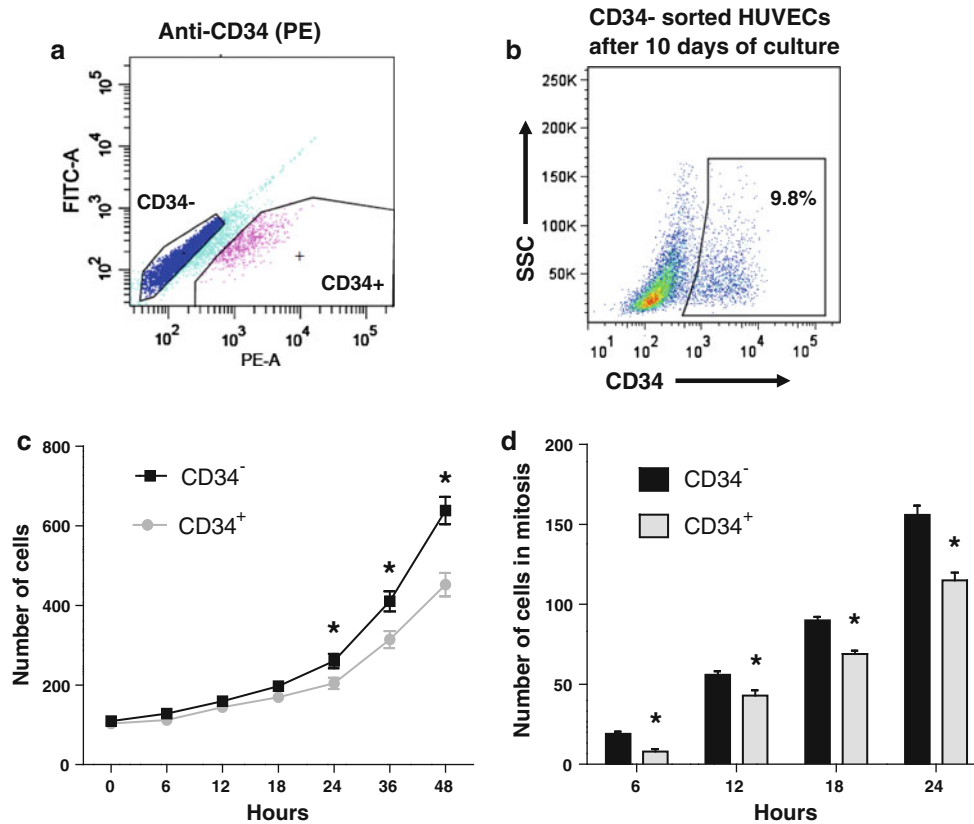 a
Anti-CD34 (PE)
FITC-A
10^5
10^4
10^3
10^2
CD34-
CD34+
10^2 10^3 10^4 10^5
PE-A
b
CD34- sorted HUVECs
after 10 days of culture
SSC
250K
200K
150K
100K
50K
0
9.8%
10^1 10^2 10^3 10^4 10^5
CD34
c
Number of cells
800
600
400
200
0
CD34^-
CD34^+
*
*
*
0 6 12 18 24 36 48
Hours
d
Number of cells in mitosis
200
150
100
50
0
CD34^-
CD34^+
*
*
*
*
6 12 18 24
Hours